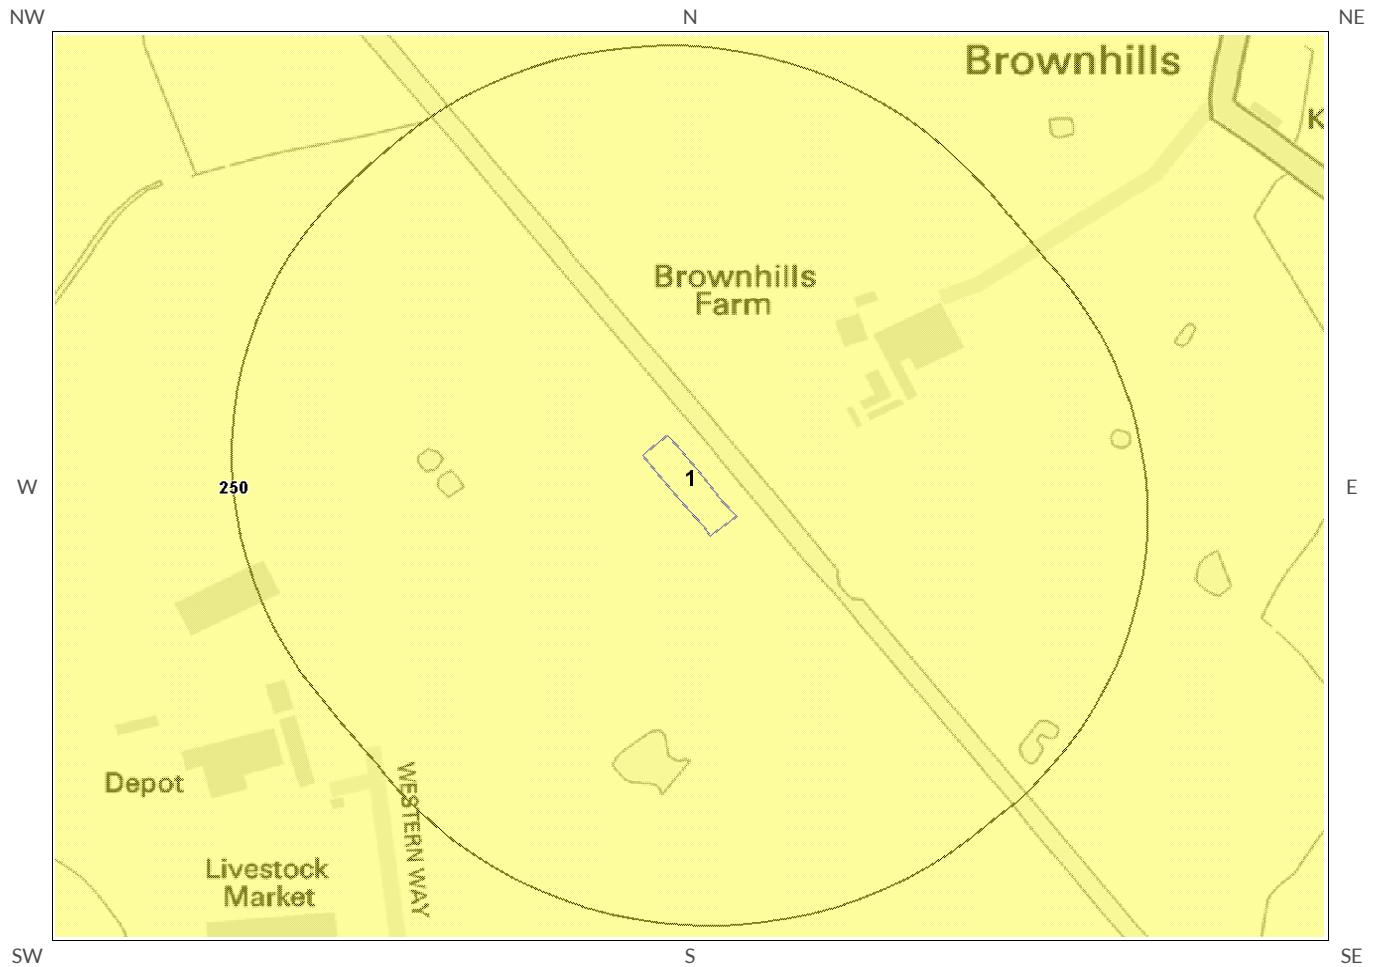 NW
N
NE
Brownhills
K
Brownhills
Farm
1
W
250
E
Depot
WESTERN WAY
Livestock
Market
SW
S
SE